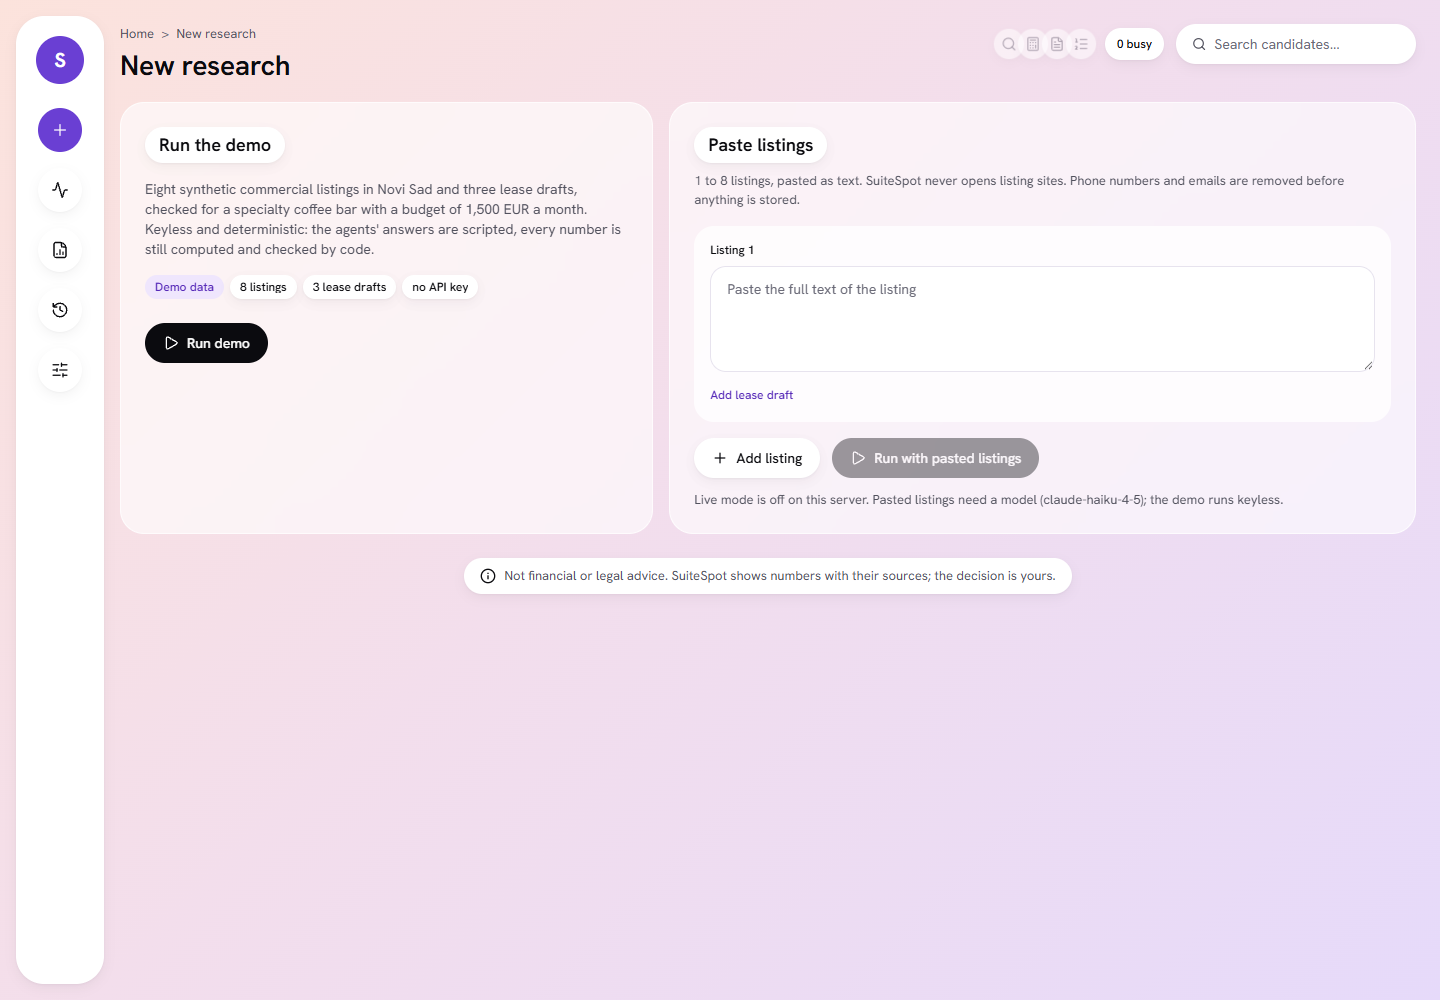 S
Home > New research
New research
0 busy
Search candidates...
Run the demo
Eight synthetic commercial listings in Novi Sad and three lease drafts,
checked for a specialty coffee bar with a budget of 1,500 EUR a month.
Keyless and deterministic: the agents' answers are scripted, every number is
still computed and checked by code.
Demo data
8 listings
3 lease drafts
no API key
Run demo
Paste listings
1 to 8 listings, pasted as text. SuiteSpot never opens listing sites. Phone numbers and emails are removed before
anything is stored.
Listing 1
Paste the full text of the listing
Add lease draft
Add listing
Run with pasted listings
Live mode is off on this server. Pasted listings need a model (claude-haiku-4-5); the demo runs keyless.
Not financial or legal advice. SuiteSpot shows numbers with their sources; the decision is yours.